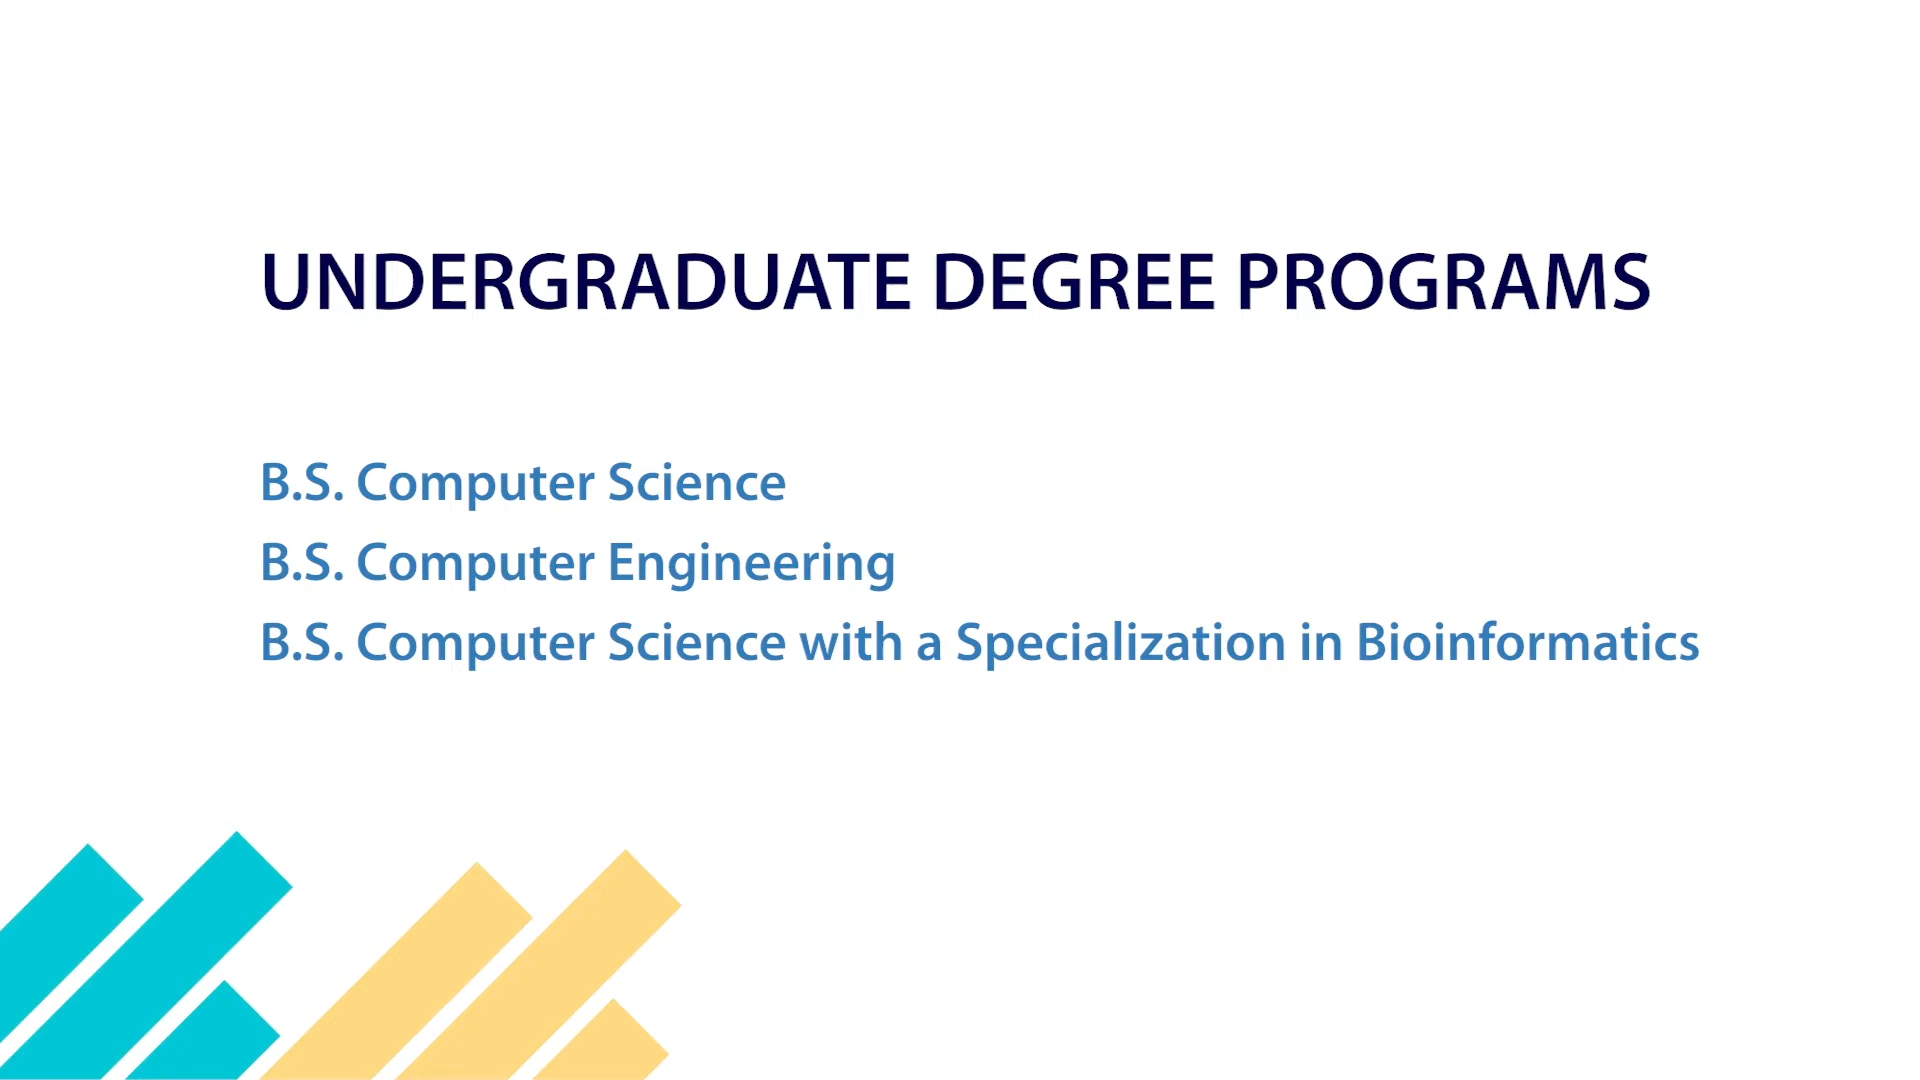 UNDERGRADUATE DEGREE PROGRAMS
B.S. Computer Science
B.S. Computer Engineering
B.S. Computer Science with a Specialization in Bioinformatics